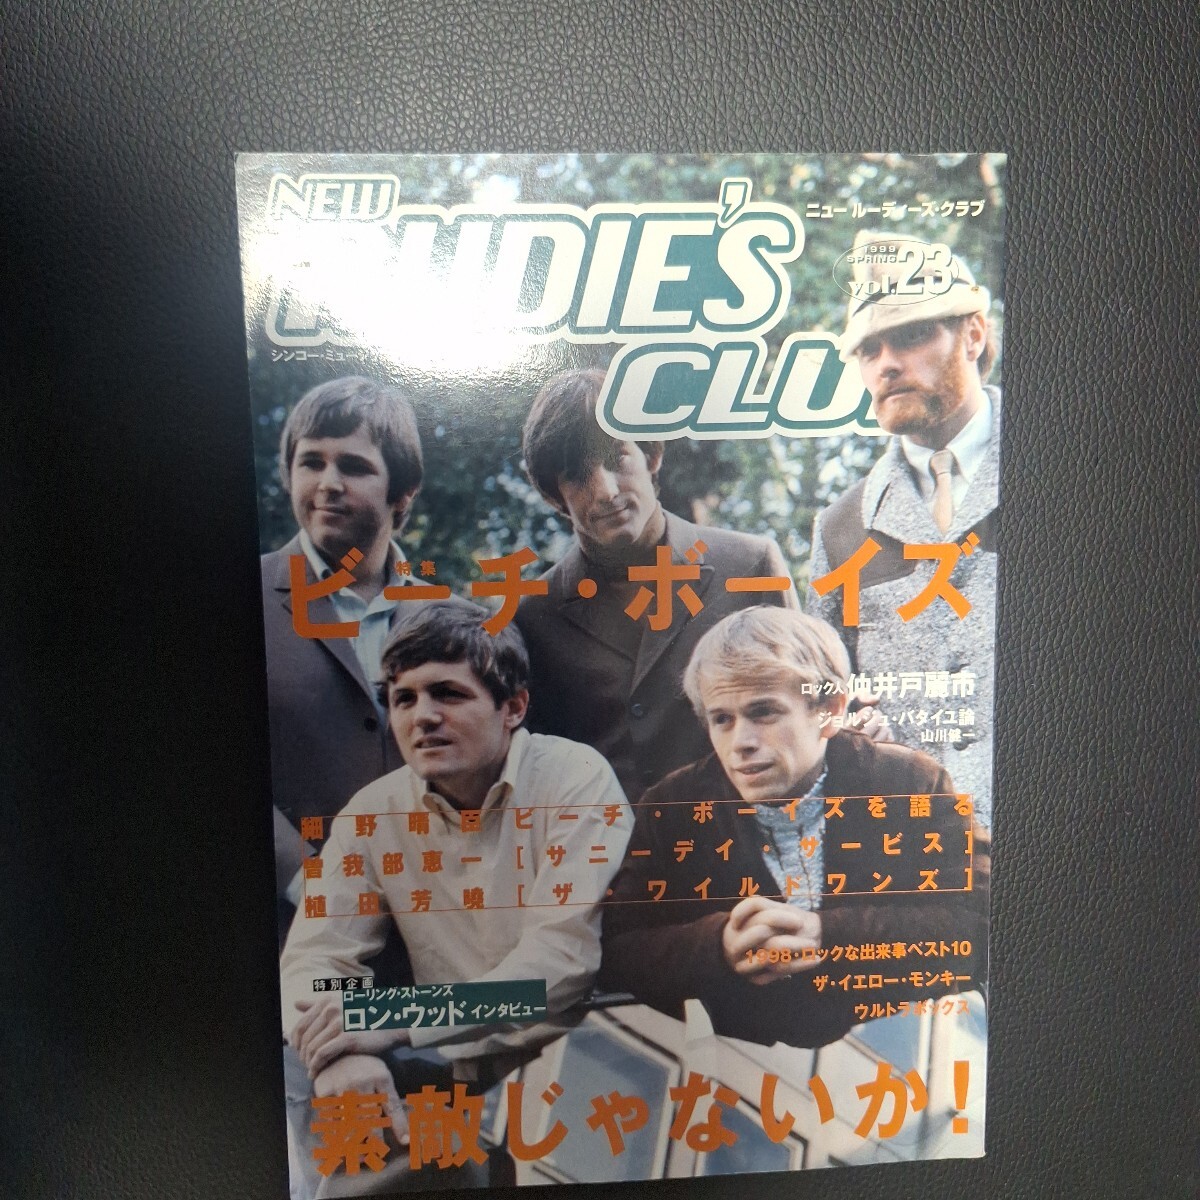 NEW
RUDIE'S
CLUB
ニュー ルーディーズ・クラブ
1999
SPRING
vol.23
シンコー・ミュー
特集
ビーチ・ボーイズ
ロック人 仲井戸麗市
ジョルジュ・バタイユ論
山川健一
細野晴臣ビーチ・ボーイズを語る
曽我部恵一[サニーデイ・サービス]
植田芳暁[ザ・ワイルドワンズ]
1998・ロックな出来事ベスト10
ザ・イエロー・モンキー
ウルトラボックス
特別企画
ローリング・ストーンズ
ロン・ウッド インタビュー
素敵じゃないか!